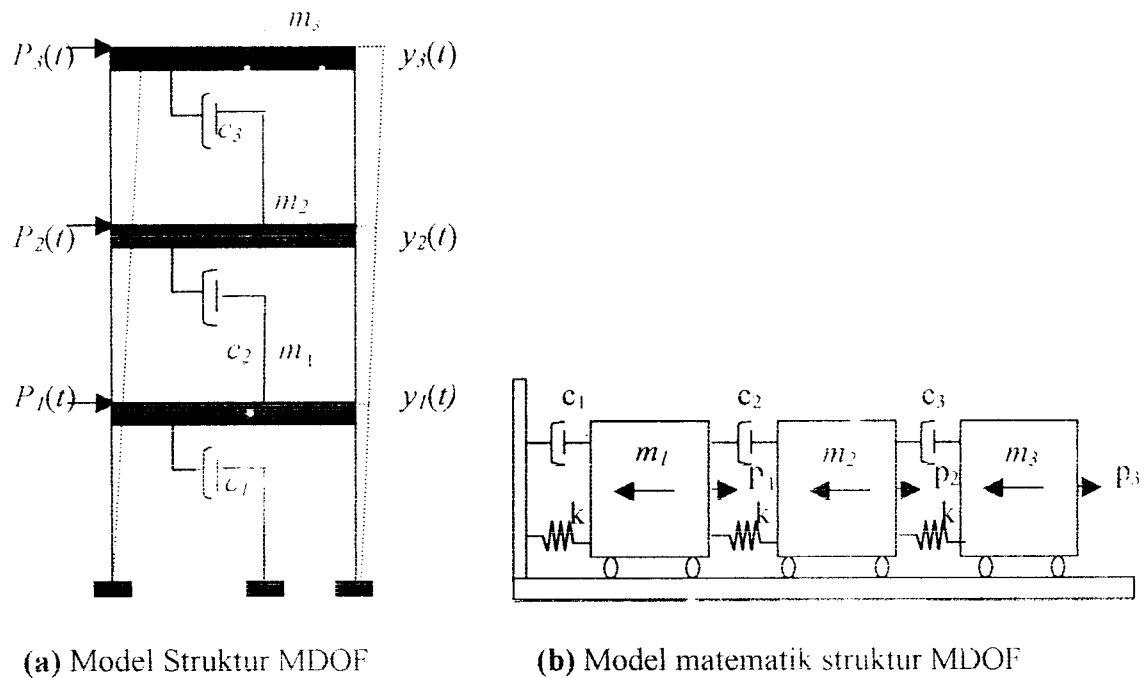 m₃
P₃(t) y₃(t)
c₃
m₂
P₂(t) y₂(t)
c₂ m₁
P₁(t) y₁(t)
c₁
c₁ c₂ c₃
m₁ m₂ m₃
p₁ p₂ p₃
k k k
(a) Model Struktur MDOF
(b) Model matematik struktur MDOF